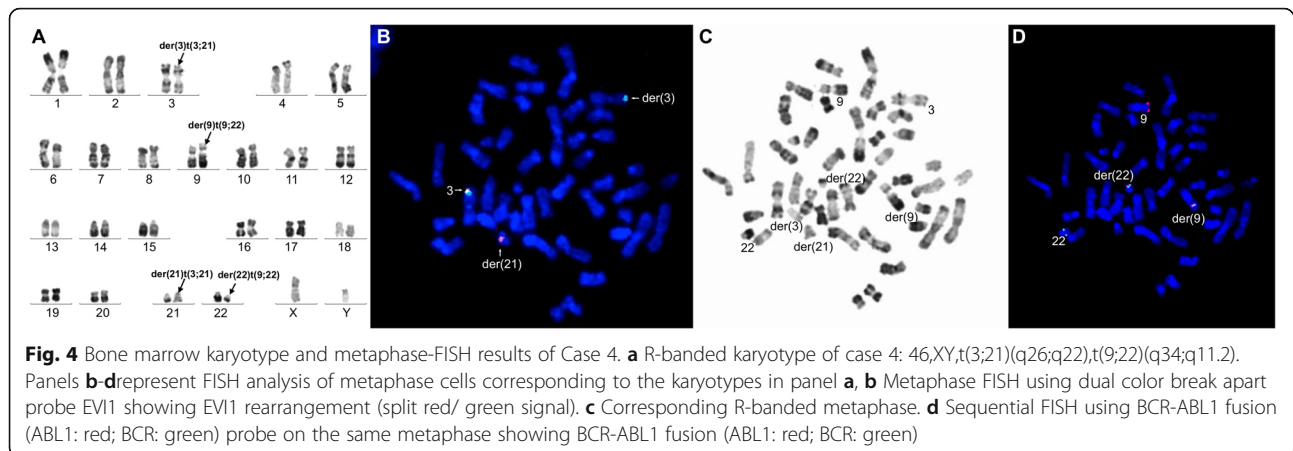 A
der(3)t(3;21)
1 2 3 4 5
der(9)t(9;22)
6 7 8 9 10 11 12
13 14 15 16 17 18
der(21)t(3;21) der(22)t(9;22)
19 20 21 22 X Y
B
der(3)
3
der(21)
C
9
3
der(22)
der(9)
der(3)
22
der(21)
D
9
der(22)
der(9)
22
Fig. 4 Bone marrow karyotype and metaphase-FISH results of Case 4. a R-banded karyotype of case 4: 46,XY,t(3;21)(q26;q22),t(9;22)(q34;q11.2).
Panels b-drepresent FISH analysis of metaphase cells corresponding to the karyotypes in panel a, b Metaphase FISH using dual color break apart
probe EVI1 showing EVI1 rearrangement (split red/ green signal). c Corresponding R-banded metaphase. d Sequential FISH using BCR-ABL1 fusion
(ABL1: red; BCR: green) probe on the same metaphase showing BCR-ABL1 fusion (ABL1: red; BCR: green)